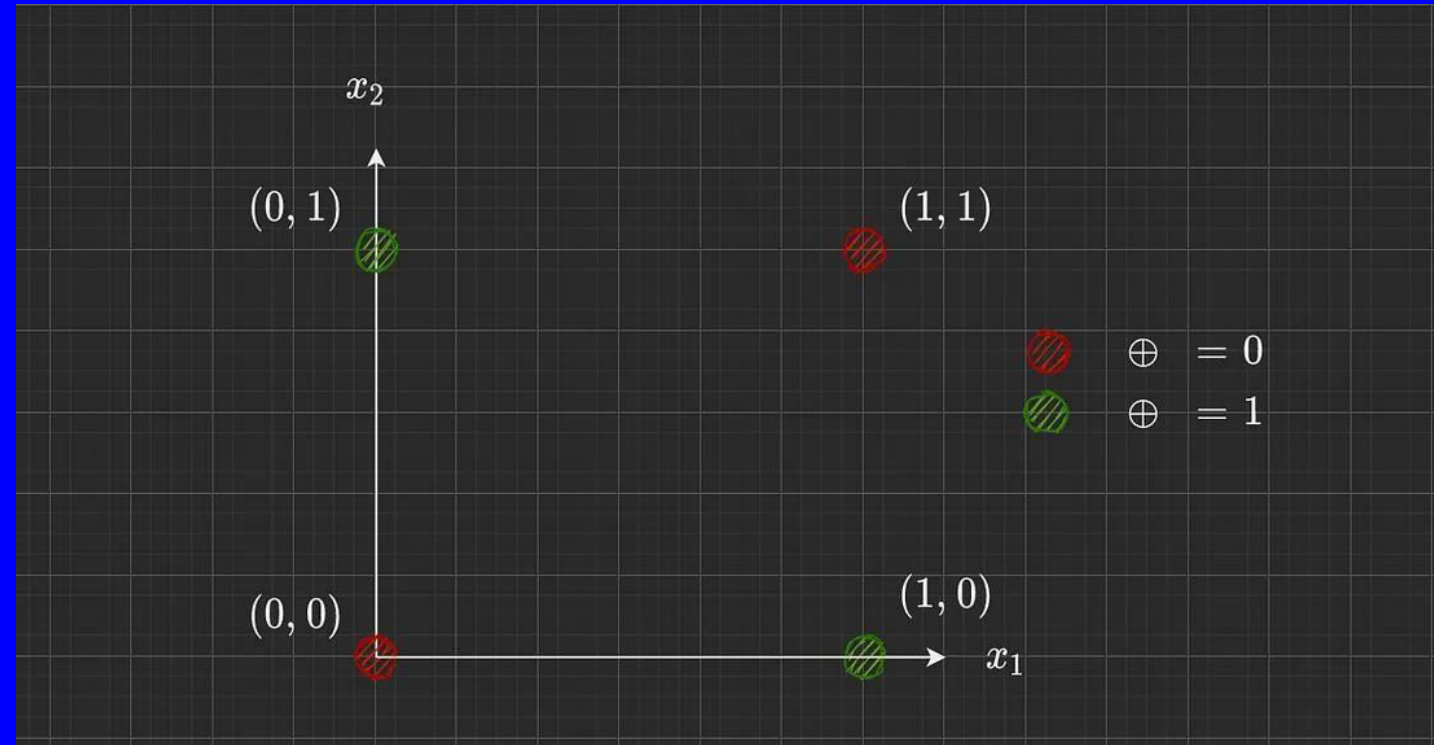 x₂
(0, 1)
(1, 1)
⊕ = 0
⊕ = 1
(1, 0)
(0, 0)
x₁